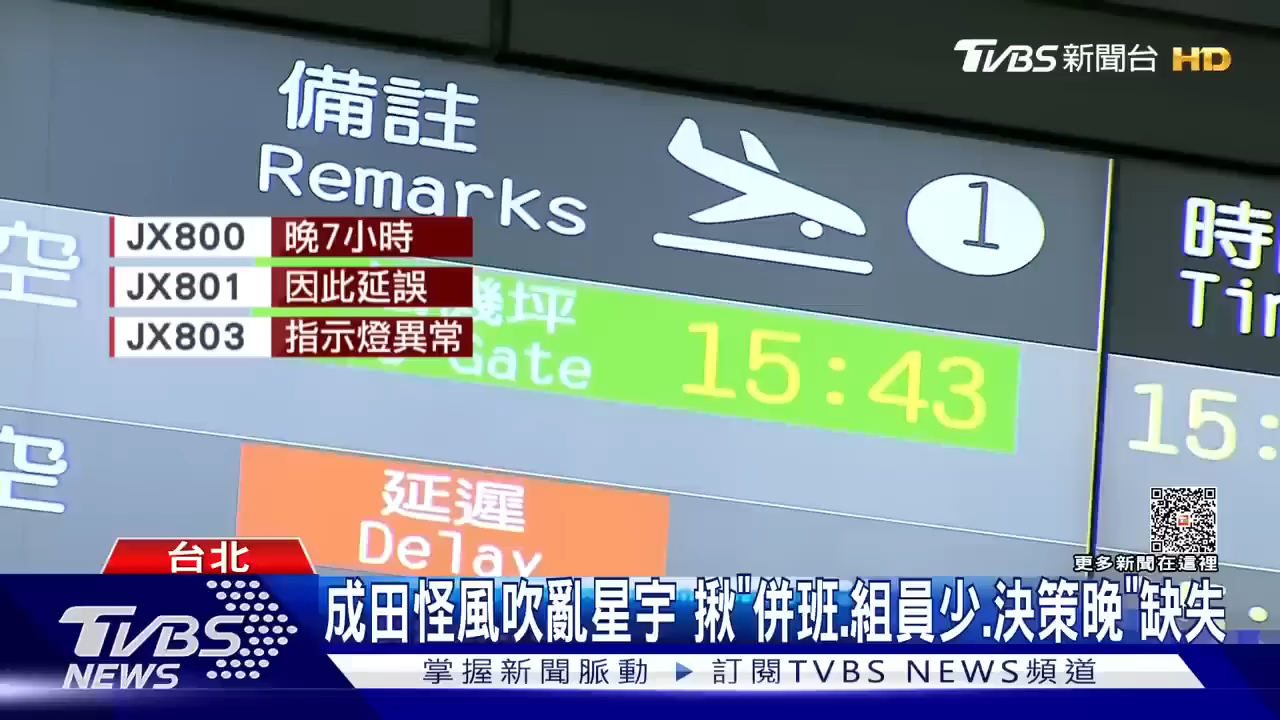 TVBS新聞台 HD
備註
Remarks
1
時
空
JX800 晚7小時
JX801 因此延誤
JX803 指示燈異常
機坪
Gate
15:43
15:
空
延遲
Delay
更多新聞在這裡
台北
TVBS NEWS
成田怪風吹亂星宇 揪"併班.組員少.決策晚"缺失
掌握新聞脈動 ▶ 訂閱TVBS NEWS頻道